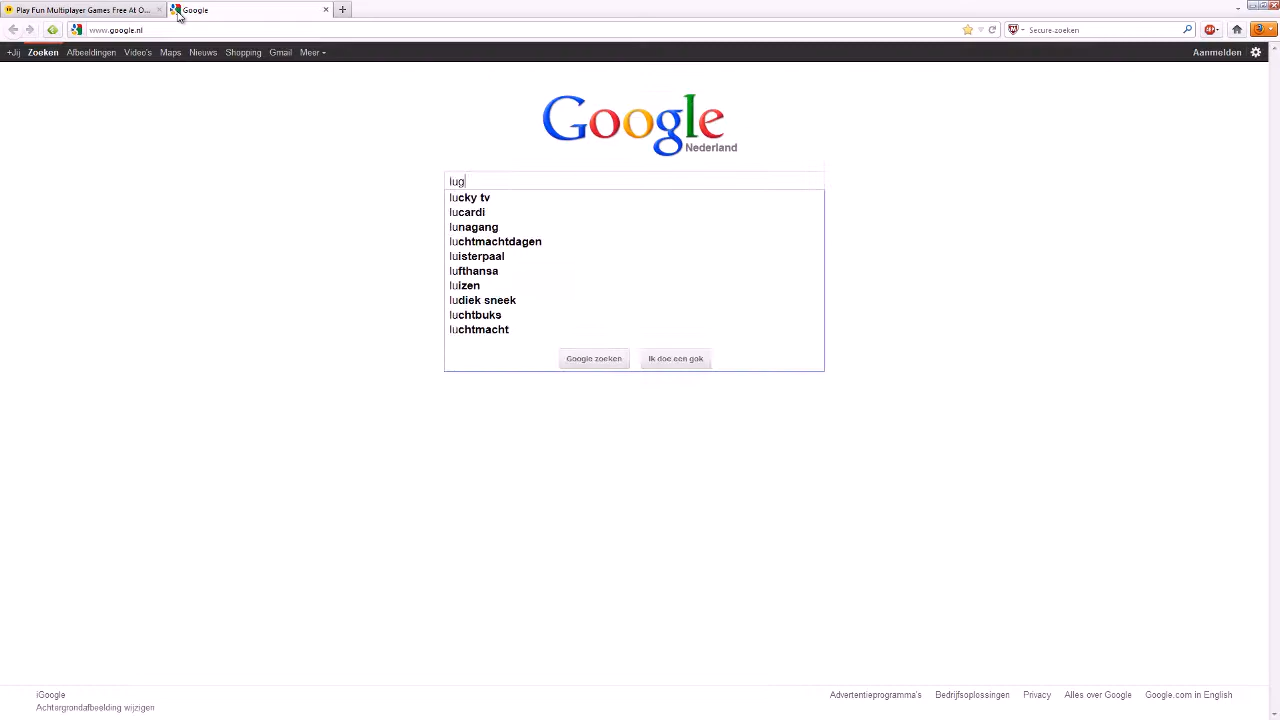 Play Fun Multiplayer Games Free At O...
Google
www.google.nl
Secure-zoeken
+Jij Zoeken Afbeeldingen Video's Maps Nieuws Shopping Gmail Meer
Aanmelden
Google
Nederland
lug
lucky tv
lucardi
lunagang
luchtmachtdagen
luisterpaal
lufthansa
luizen
ludiek sneek
luchtbuks
luchtmacht
Google zoeken
Ik doe een gok
iGoogle
Achtergrondafbeelding wijzigen
Advertentieprogramma's Bedrijfsoplossingen Privacy Alles over Google Google.com in English